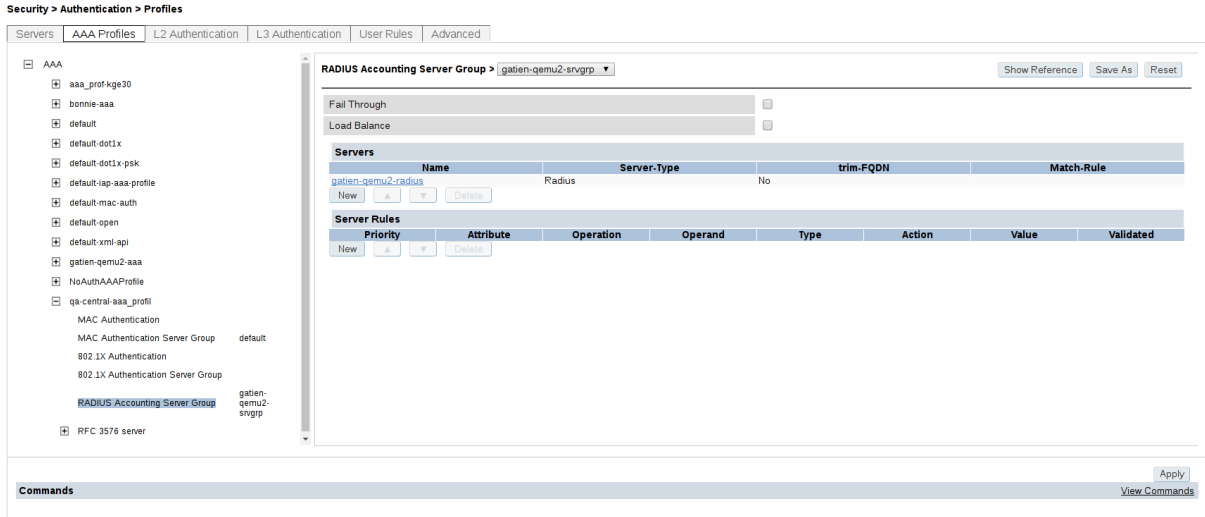 Security > Authentication > Profiles
Servers AAA Profiles L2 Authentication L3 Authentication User Rules Advanced
AAA
aaa_prof-kge30
bonnie-aaa
default
default-dot1x
default-dot1x-psk
default-iap-aaa-profile
default-mac-auth
default-open
default-xml-api
gatien-qemu2-aaa
NoAuthAAAProfile
qa-central-aaa_profil
MAC Authentication
MAC Authentication Server Group default
802.1X Authentication
802.1X Authentication Server Group
RADIUS Accounting Server Group gatien-
qemu2-
srvgrp
RFC 3576 server
RADIUS Accounting Server Group > gatien-qemu2-srvgrp Show Reference Save As Reset
Fail Through
Load Balance
Servers
Name Server-Type trim-FQDN Match-Rule
gatien-qemu2-radius Radius No
New Delete
Server Rules
Priority Attribute Operation Operand Type Action Value Validated
New Delete
Apply
Commands View Commands